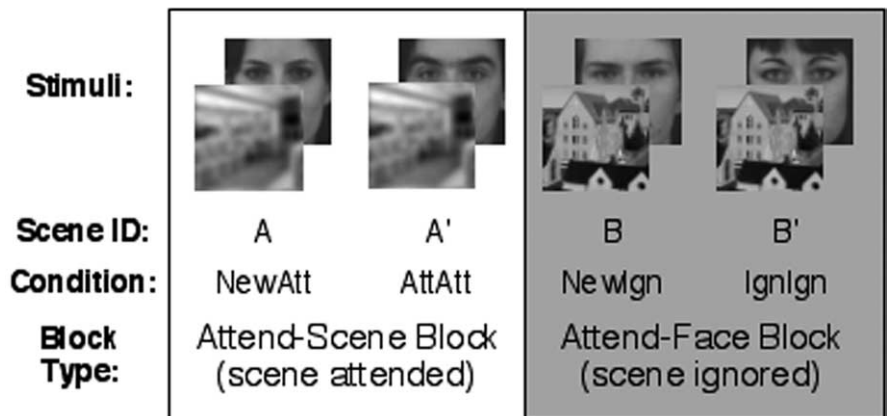 Stimuli:
Scene ID: A A' B B'
Condition: NewAtt AttAtt NewIgn IgnIgn
Block Type: Attend-Scene Block (scene attended) Attend-Face Block (scene ignored)